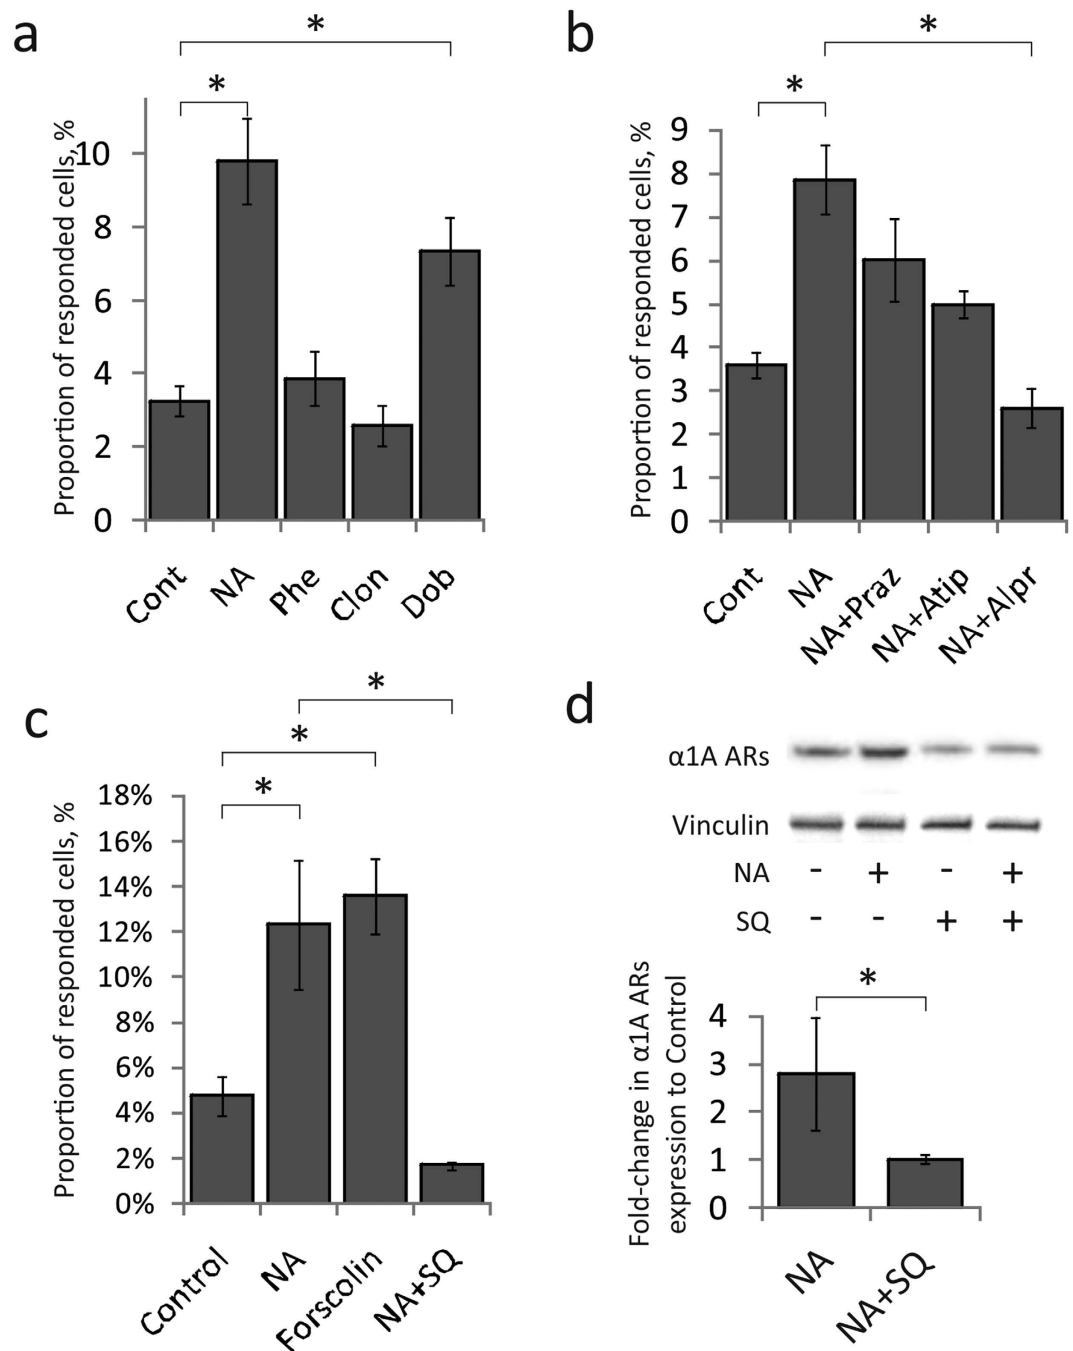 a
*
*
Proportion of responded cells, %
10
8
6
4
2
0
Cont
NA
Phe
Clon
Dob
b
*
*
Proportion of responded cells, %
9
8
7
6
5
4
3
2
1
0
Cont
NA
NA+Praz
NA+Atip
NA+Alpr
c
*
*
*
Proportion of responded cells, %
18%
16%
14%
12%
10%
8%
6%
4%
2%
0%
Control
NA
Forscolin
NA+SQ
d
α1A ARs
Vinculin
NA - + - +
SQ - - + +
*
Fold-change in α1A ARs
expression to Control
4
3
2
1
0
NA
NA+SQ